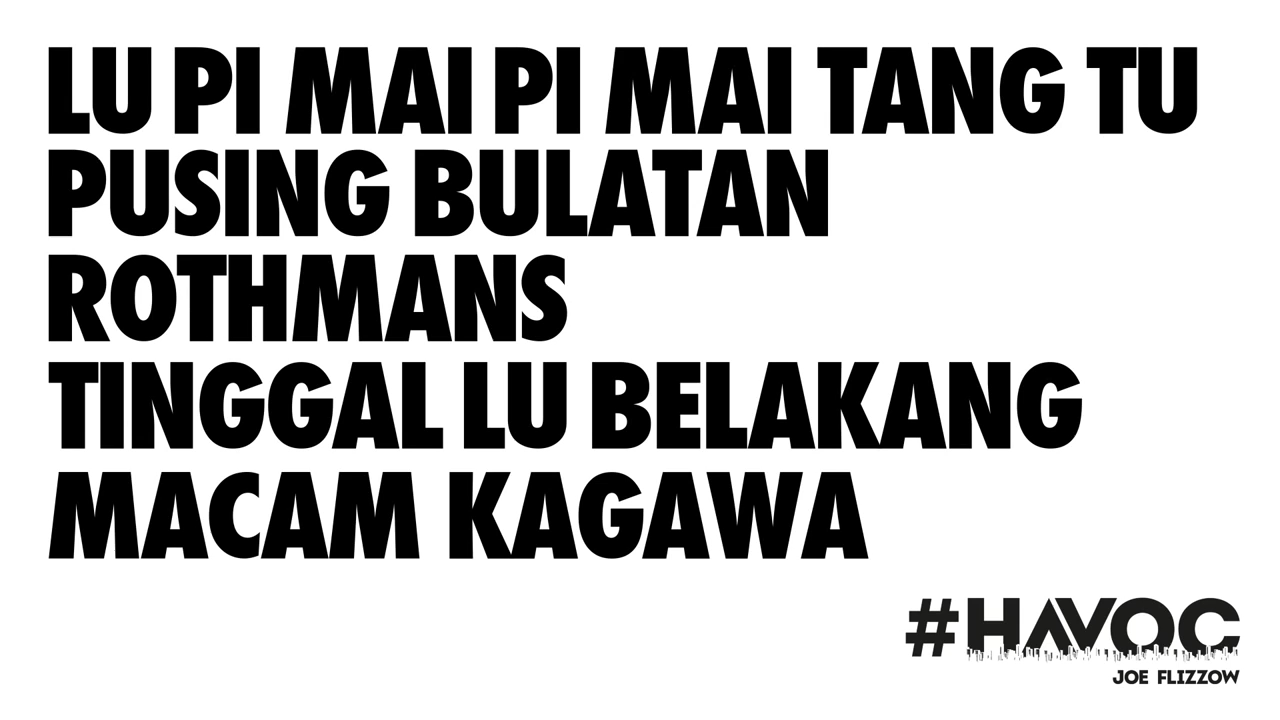 LU PI MAI PI MAI TANG TU
PUSING BULATAN
ROTHMANS
TINGGAL LU BELAKANG
MACAM KAGAWA
#HAVOC
JOE FLIZZOW